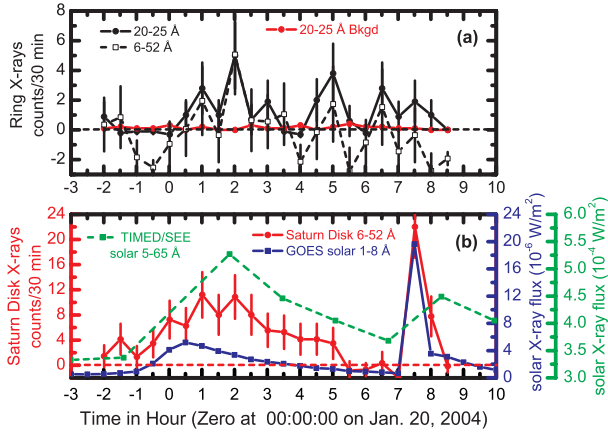 20-25 Å
6-52 Å
20-25 Å Bkgd
(a)
Ring X-rays
counts/30 min
8
6
4
2
0
-2
-3 -2 -1 0 1 2 3 4 5 6 7 8 9 10
TIMED/SEE
solar 5-65 Å
Saturn Disk 6-52 Å
GOES solar 1-8 Å
(b)
Saturn Disk X-rays
counts/30 min
24
20
16
12
8
4
0
24
20
16
12
8
4
0
solar X-ray flux (10⁻⁶ W/m²)
6.0
5.5
5.0
4.5
4.0
3.5
3.0
solar X-ray flux (10⁻⁴ W/m²)
-3 -2 -1 0 1 2 3 4 5 6 7 8 9 10
Time in Hour (Zero at 00:00:00 on Jan. 20, 2004)